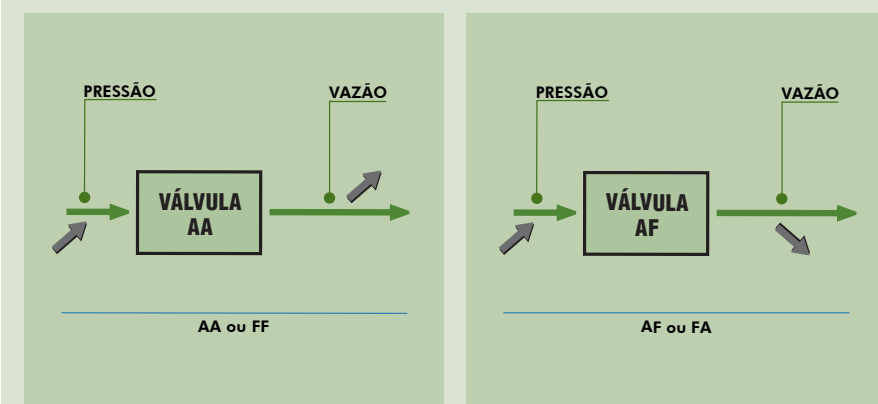 PRESSÃO
VAZÃO
VÁLVULA
AA
AA ou FF
PRESSÃO
VAZÃO
VÁLVULA
AF
AF ou FA